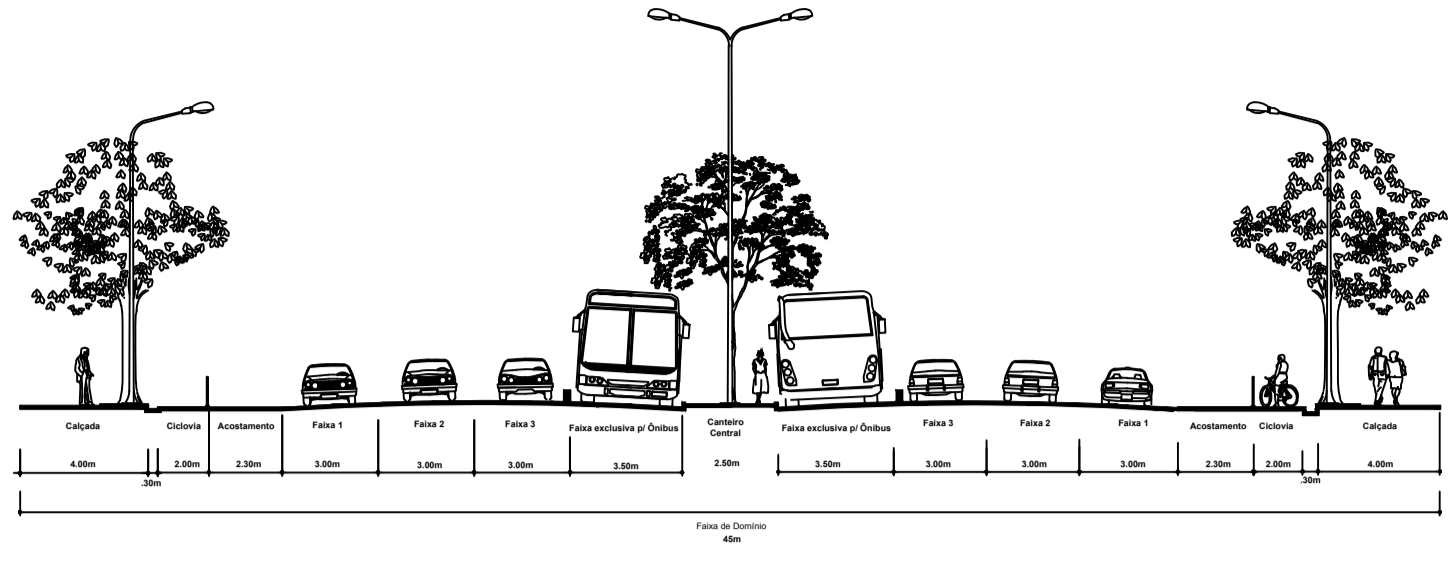 Calçada Ciclovia Acostamento Faixa 1 Faixa 2 Faixa 3 Faixa exclusiva p/ Ônibus Canteiro Central Faixa exclusiva p/ Ônibus Faixa 3 Faixa 2 Faixa 1 Acostamento Ciclovia Calçada
4.00m 2.00m 2.30m 3.00m 3.00m 3.00m 3.50m 2.50m 3.50m 3.00m 3.00m 3.00m 2.30m 2.00m 4.00m
.30m .30m
Faixa de Domínio
45m